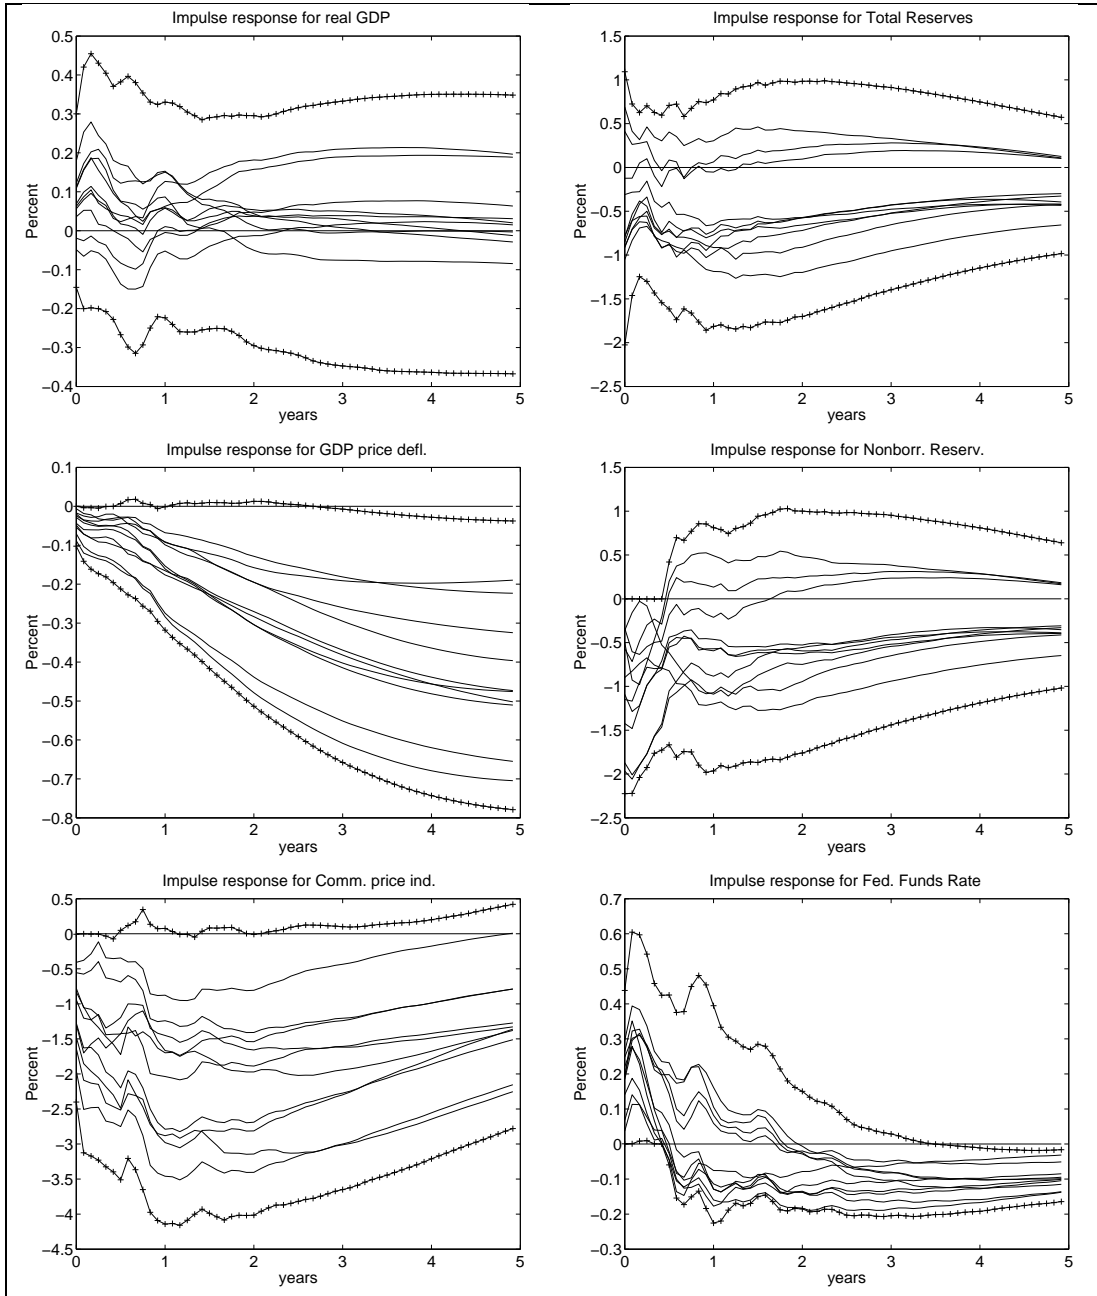 Impulse response for real GDP
0.5
0.4
0.3
0.2
0.1
0
−0.1
−0.2
−0.3
−0.4
Percent
0 1 2 3 4 5
years
Impulse response for Total Reserves
1.5
1
0.5
0
−0.5
−1
−1.5
−2
−2.5
Percent
0 1 2 3 4 5
years
Impulse response for GDP price defl.
0.1
0
−0.1
−0.2
−0.3
−0.4
−0.5
−0.6
−0.7
−0.8
Percent
0 1 2 3 4 5
years
Impulse response for Nonborr. Reserv.
1.5
1
0.5
0
−0.5
−1
−1.5
−2
−2.5
Percent
0 1 2 3 4 5
years
Impulse response for Comm. price ind.
0.5
0
−0.5
−1
−1.5
−2
−2.5
−3
−3.5
−4
−4.5
Percent
0 1 2 3 4 5
years
Impulse response for Fed. Funds Rate
0.7
0.6
0.5
0.4
0.3
0.2
0.1
0
−0.1
−0.2
−0.3
Percent
0 1 2 3 4 5
years